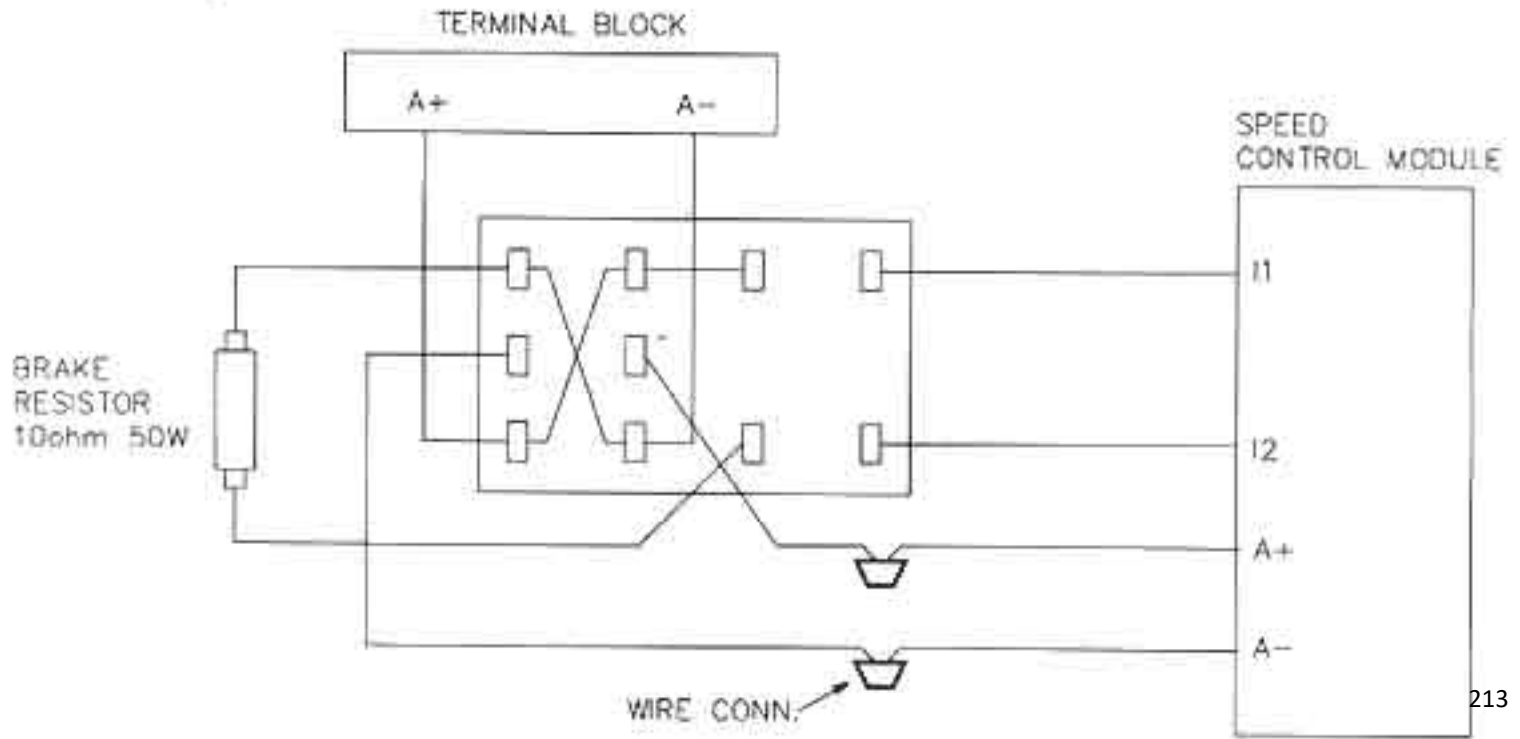 TERMINAL BLOCK
A+ A-
SPEED
CONTROL MODULE
I1
BRAKE
RESISTOR
10ohm 50W
-
I2
A+
A-
WIRE CONN.
213